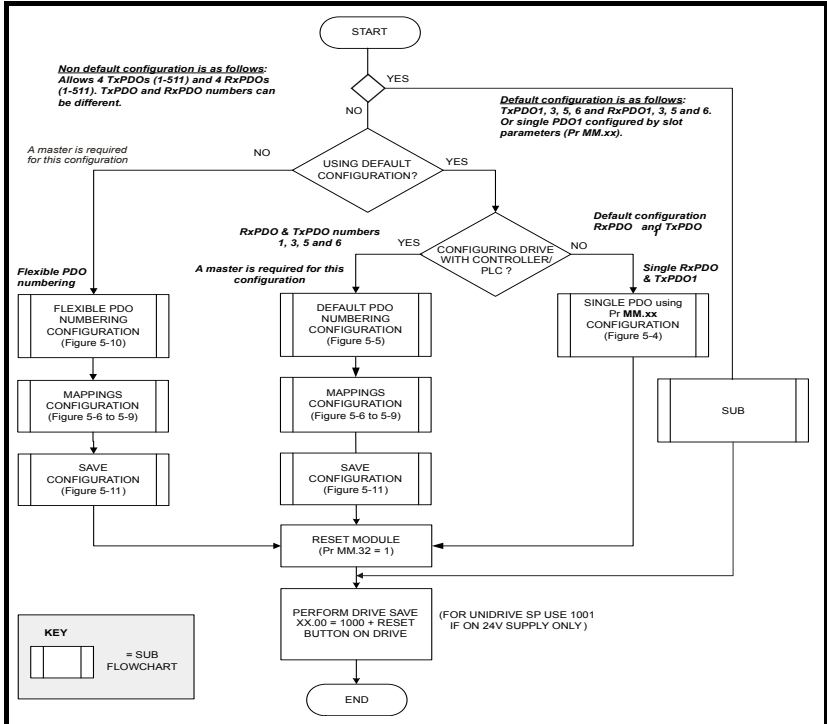 START
Non default configuration is as follows:
Allows 4 TxPDOs (1-511) and 4 RxPDOs
(1-511). TxPDO and RxPDO numbers can
be different.
YES
NO
Default configuration is as follows:
TxPDO1, 3, 5, 6 and RxPDO1, 3, 5 and 6.
Or single PDO1 configured by slot
parameters (Pr MM.xx).
A master is required
for this configuration
NO
USING DEFAULT
CONFIGURATION?
YES
RxPDO & TxPDO numbers
1, 3, 5 and 6
YES
CONFIGURING DRIVE
WITH CONTROLLER/
PLC ?
NO
Default configuration
RxPDO and TxPDO
A master is required for this
configuration
Single RxPDO
& TxPDO1
Flexible PDO
numbering
FLEXIBLE PDO
NUMBERING
CONFIGURATION
(Figure 5-10)
DEFAULT PDO
NUMBERING
CONFIGURATION
(Figure 5-5)
SINGLE PDO using
Pr MM.xx
CONFIGURATION
(Figure 5-4)
MAPPINGS
CONFIGURATION
(Figure 5-6 to 5-9)
MAPPINGS
CONFIGURATION
(Figure 5-6 to 5-9)
SUB
SAVE
CONFIGURATION
(Figure 5-11)
SAVE
CONFIGURATION
(Figure 5-11)
RESET MODULE
(Pr MM.32 = 1)
PERFORM DRIVE SAVE
XX.00 = 1000 + RESET
BUTTON ON DRIVE
(FOR UNIDRIVE SP USE 1001
IF ON 24V SUPPLY ONLY )
KEY
= SUB
FLOWCHART
END